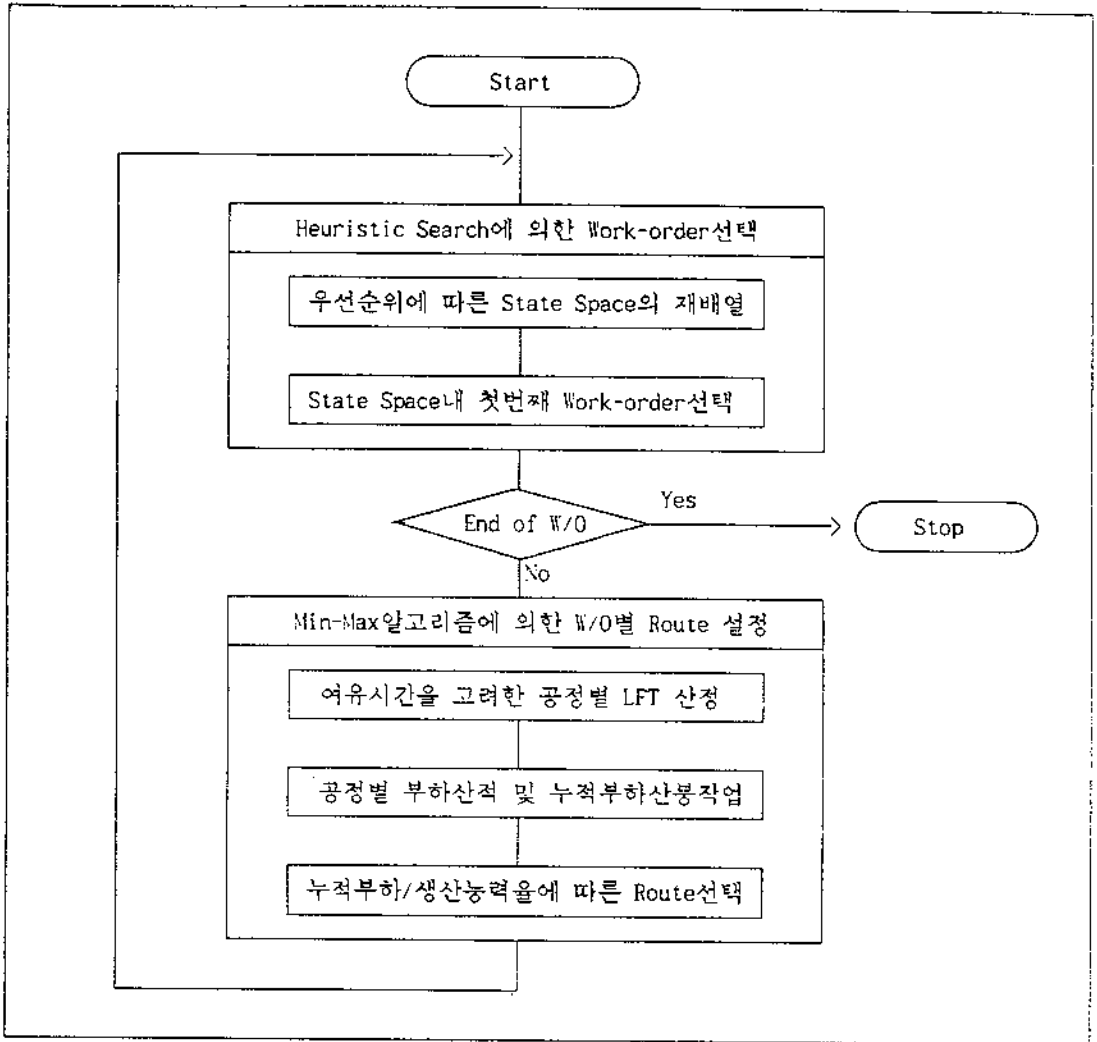 Start
Heuristic Search에 의한 Work-order선택
우선순위에 따른 State Space의 재배열
State Space내 첫번째 Work-order선택
End of W/O
Yes
Stop
No
Min-Max알고리즘에 의한 W/O별 Route 설정
여유시간을 고려한 공정별 LFT 산정
공정별 부하산적 및 누적부하산봉작업
누적부하/생산능력율에 따른 Route선택